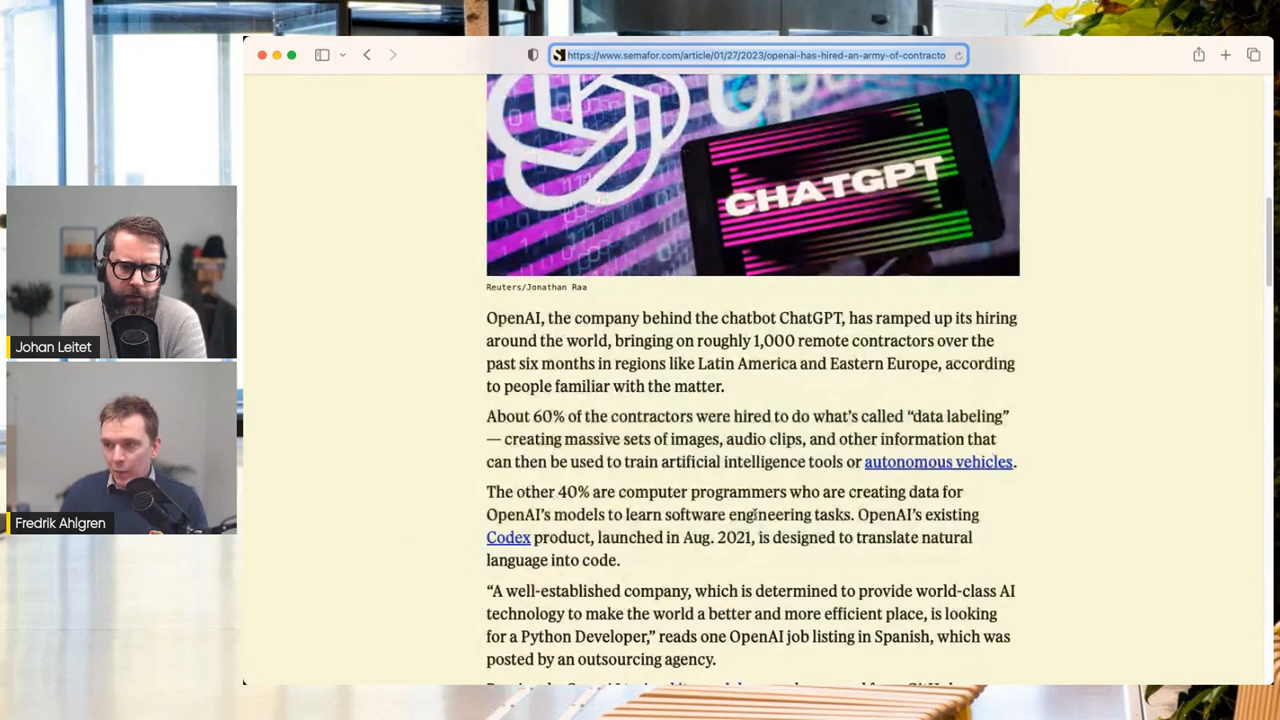 https://www.semafor.com/article/01/27/2023/openai-has-hired-an-army-of-contracto
CHATGPT
Reuters/Jonathan Raa
OpenAI, the company behind the chatbot ChatGPT, has ramped up its hiring
around the world, bringing on roughly 1,000 remote contractors over the
past six months in regions like Latin America and Eastern Europe, according
to people familiar with the matter.
About 60% of the contractors were hired to do what’s called “data labeling”
— creating massive sets of images, audio clips, and other information that
can then be used to train artificial intelligence tools or autonomous vehicles.
The other 40% are computer programmers who are creating data for
OpenAI’s models to learn software engineering tasks. OpenAI’s existing
Codex product, launched in Aug. 2021, is designed to translate natural
language into code.
“A well-established company, which is determined to provide world-class AI
technology to make the world a better and more efficient place, is looking
for a Python Developer,” reads one OpenAI job listing in Spanish, which was
posted by an outsourcing agency.
Johan Leitet
Fredrik Ahlgren